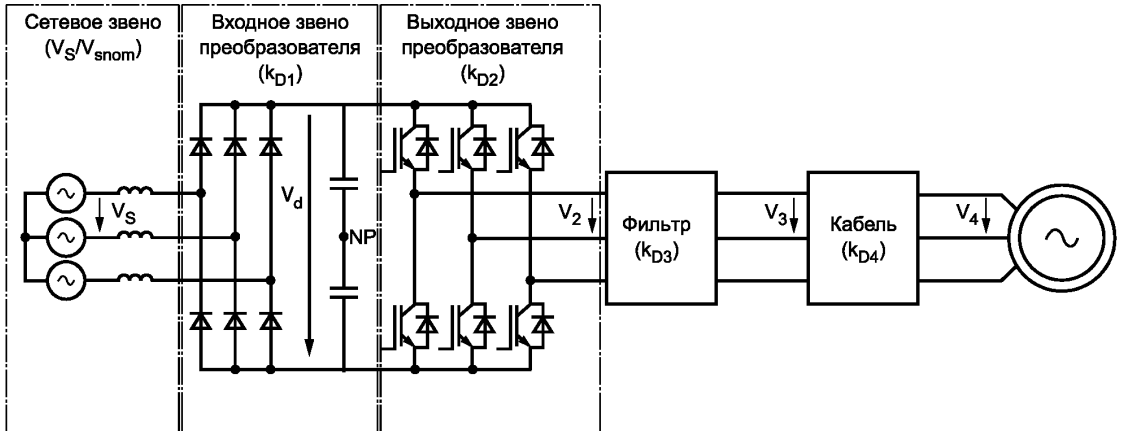 Сетевое звено
(VS/Vsnom)
Входное звено
преобразователя
(kD1)
Выходное звено
преобразователя
(kD2)
VS
Vd
NP
V2
Фильтр
(kD3)
V3
Кабель
(kD4)
V4